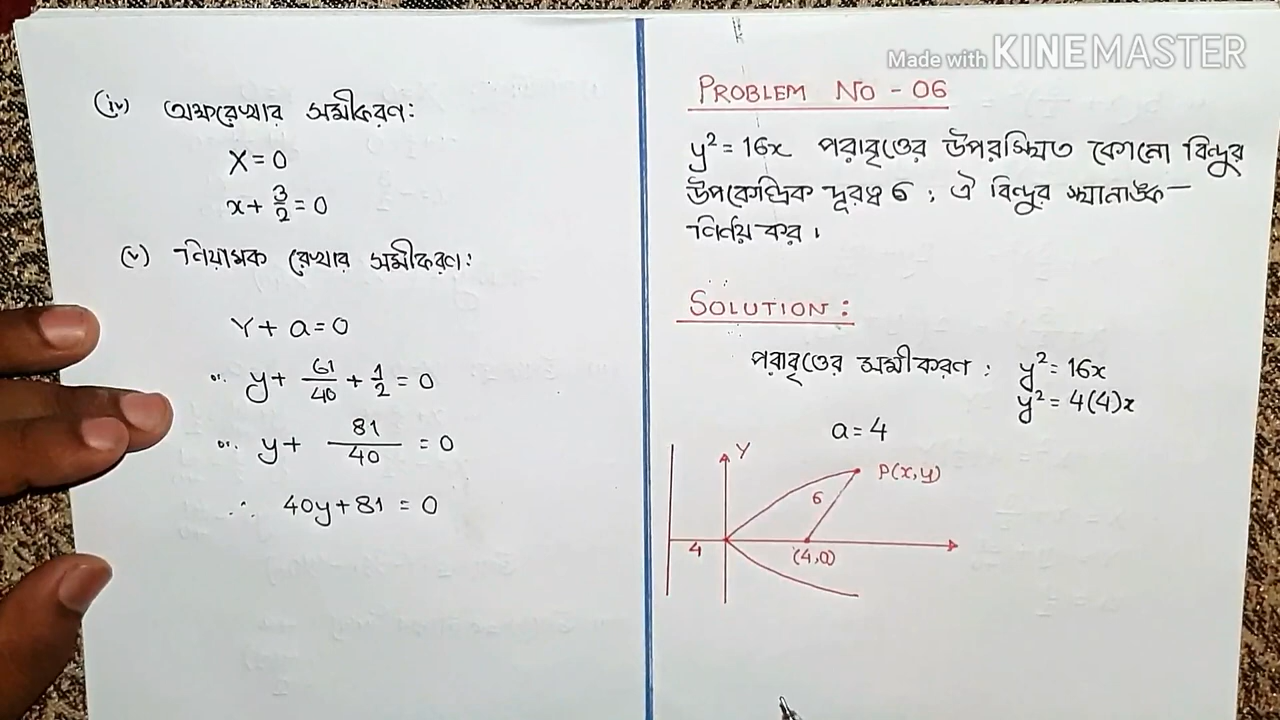 Made with KINEMASTER
(iv) অক্ষরেখার সমীকরণ:
X = 0
x + 3/2 = 0
(v) নিয়ামক রেখার সমীকরণ:
Y + a = 0
or. y + 61/40 + 1/2 = 0
or. y + 81/40 = 0
∴ 40y + 81 = 0
PROBLEM NO - 06
y² = 16x পরাবৃত্তের উপরস্থিত কোনো বিন্দুর
উপকেন্দ্রিক দূরত্ব 6 ; ঐ বিন্দুর স্থানাঙ্ক
নির্ণয় কর।
SOLUTION :
পরাবৃত্তের সমীকরণ : y² = 16x
y² = 4(4)x
a = 4
Y
P(x,y)
6
4
(4,0)